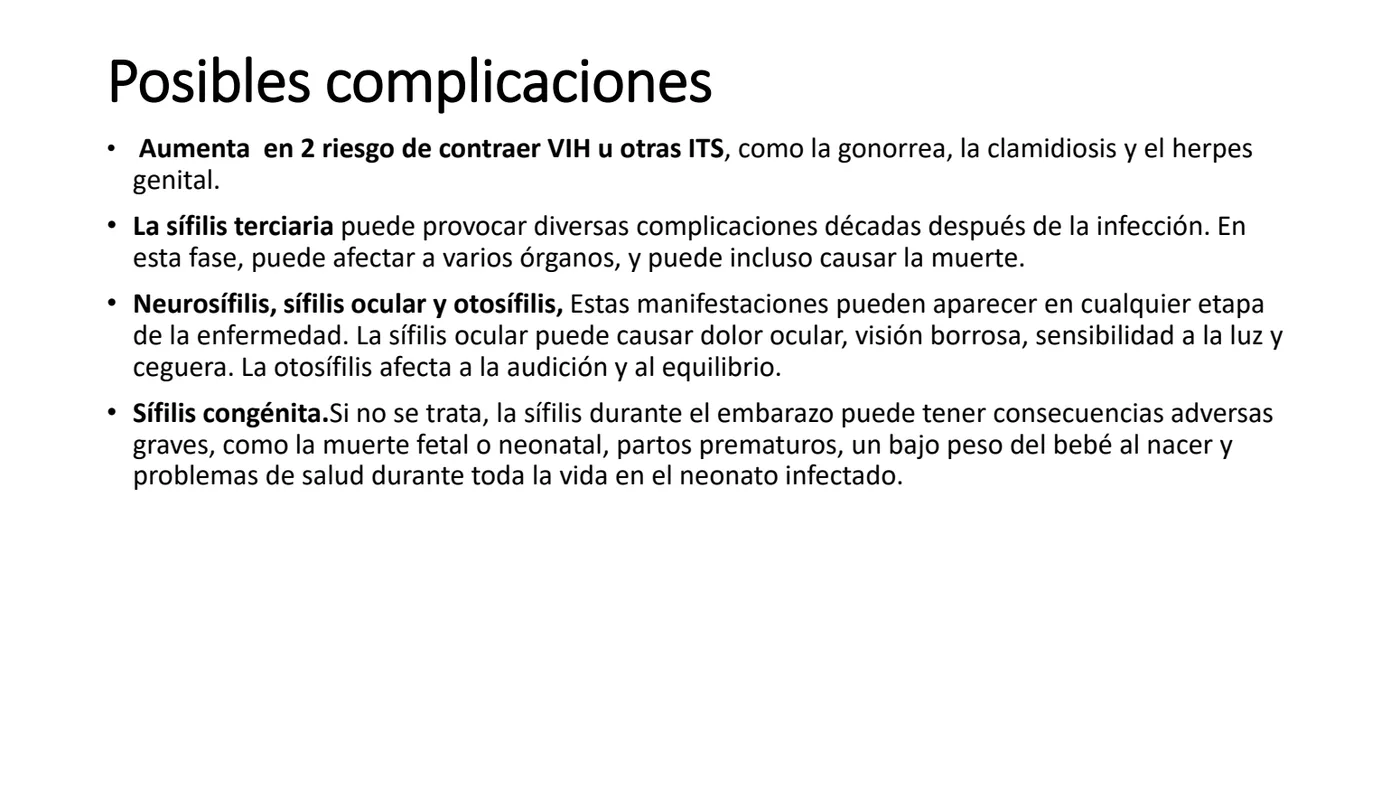 Posibles complicaciones
• Aumenta  en 2 riesgo de contraer VIH u otras ITS, como la gonorrea, la clamidiosis y el herpes
genital.
• La sífilis terciaria puede provocar diversas complicaciones décadas después de la infección. En
esta fase, puede afectar a varios órganos, y puede incluso causar la muerte.
• Neurosífilis, sífilis ocular y otosífilis, Estas manifestaciones pueden aparecer en cualquier etapa
de la enfermedad. La sífilis ocular puede causar dolor ocular, visión borrosa, sensibilidad a la luz y
ceguera. La otosífilis afecta a la audición y al equilibrio.
• Sífilis congénita.Si no se trata, la sífilis durante el embarazo puede tener consecuencias adversas
graves, como la muerte fetal o neonatal, partos prematuros, un bajo peso del bebé al nacer y
problemas de salud durante toda la vida en el neonato infectado.